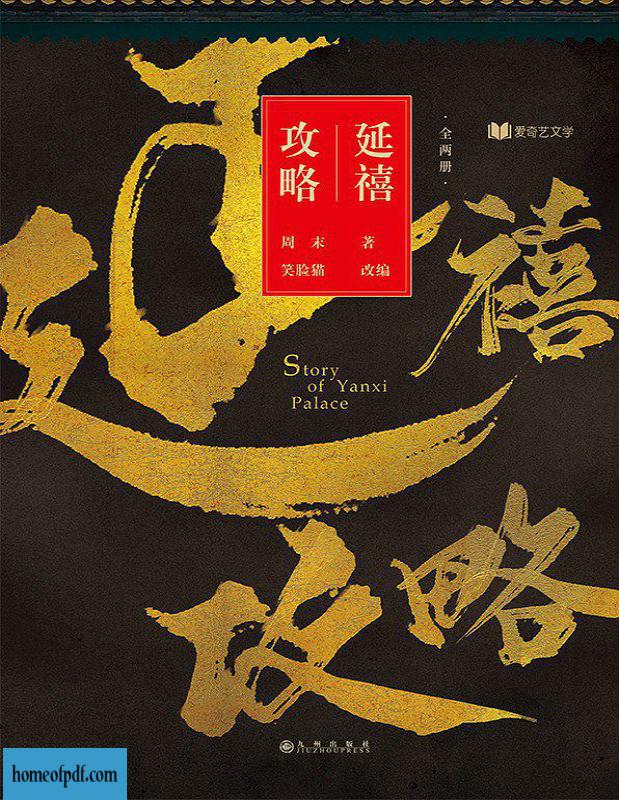 延禧
攻略
周末 著
笑脸猫 改编
·全两册·
爱奇艺文学
Story
of Yanxi
Palace
延禧
攻略
九州出版社
JIUZHOUPRESS
homeofpdf.com